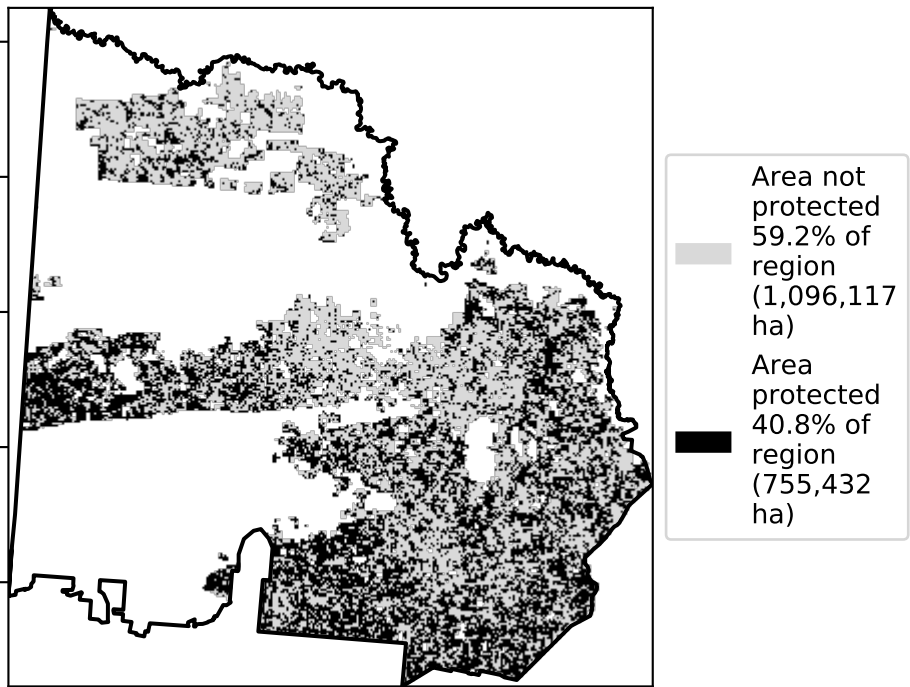 Area not
protected
59.2% of
region
(1,096,117
ha)
Area
protected
40.8% of
region
(755,432
ha)